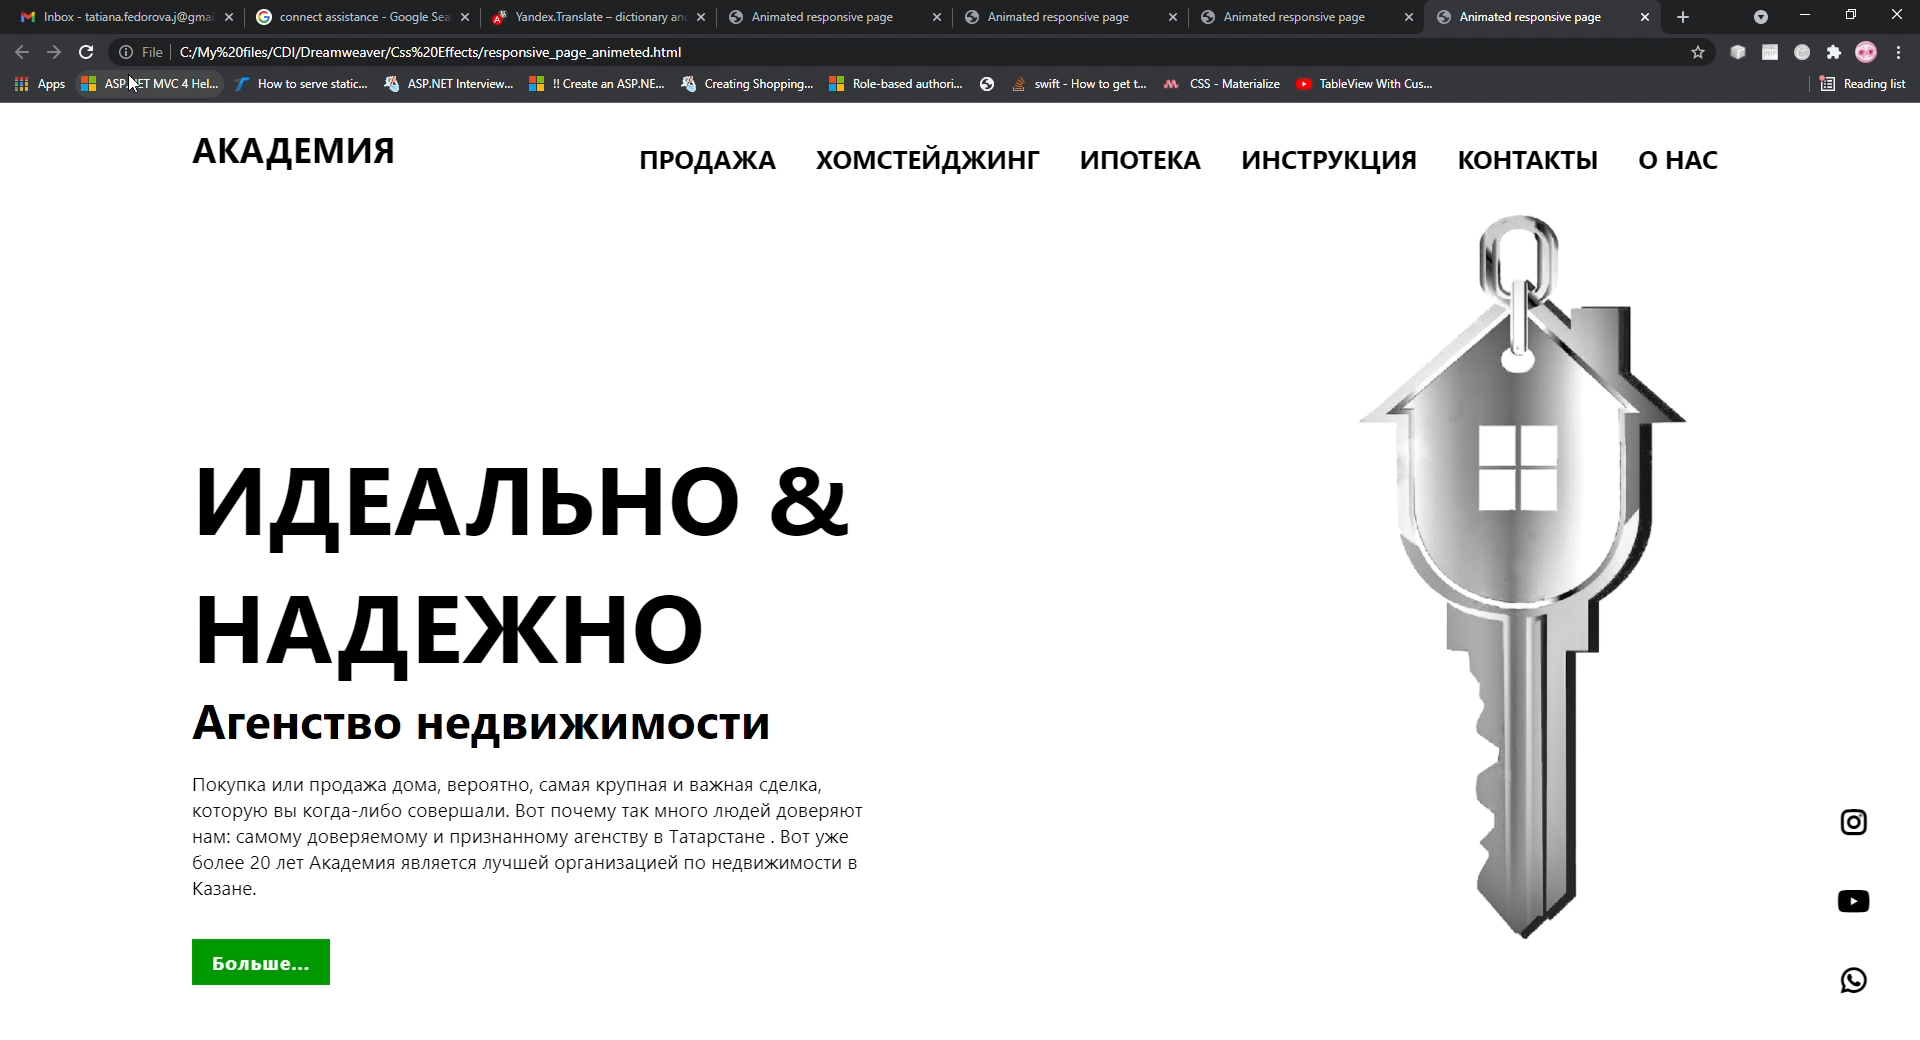 Inbox - tatiana.fedorova.j@gmai
connect assistance - Google Sea
Yandex.Translate – dictionary an
Animated responsive page
Animated responsive page
Animated responsive page
Animated responsive page
File
C:/My%20files/CDI/Dreamweaver/Css%20Effects/responsive_page_animeted.html
Apps
ASP.NET MVC 4 Hel...
How to serve static...
ASP.NET Interview...
!! Create an ASP.NE...
Creating Shopping...
Role-based authori...
swift - How to get t...
CSS - Materialize
TableView With Cus...
Reading list
АКАДЕМИЯ
ПРОДАЖА
ХОМСТЕЙДЖИНГ
ИПОТЕКА
ИНСТРУКЦИЯ
КОНТАКТЫ
О НАС
ИДЕАЛЬНО &
НАДЕЖНО
Агенство недвижимости
Покупка или продажа дома, вероятно, самая крупная и важная сделка,
которую вы когда-либо совершали. Вот почему так много людей доверяют
нам: самому доверяемому и признанному агенству в Татарстане . Вот уже
более 20 лет Академия является лучшей организацией по недвижимости в
Казане.
Больше...